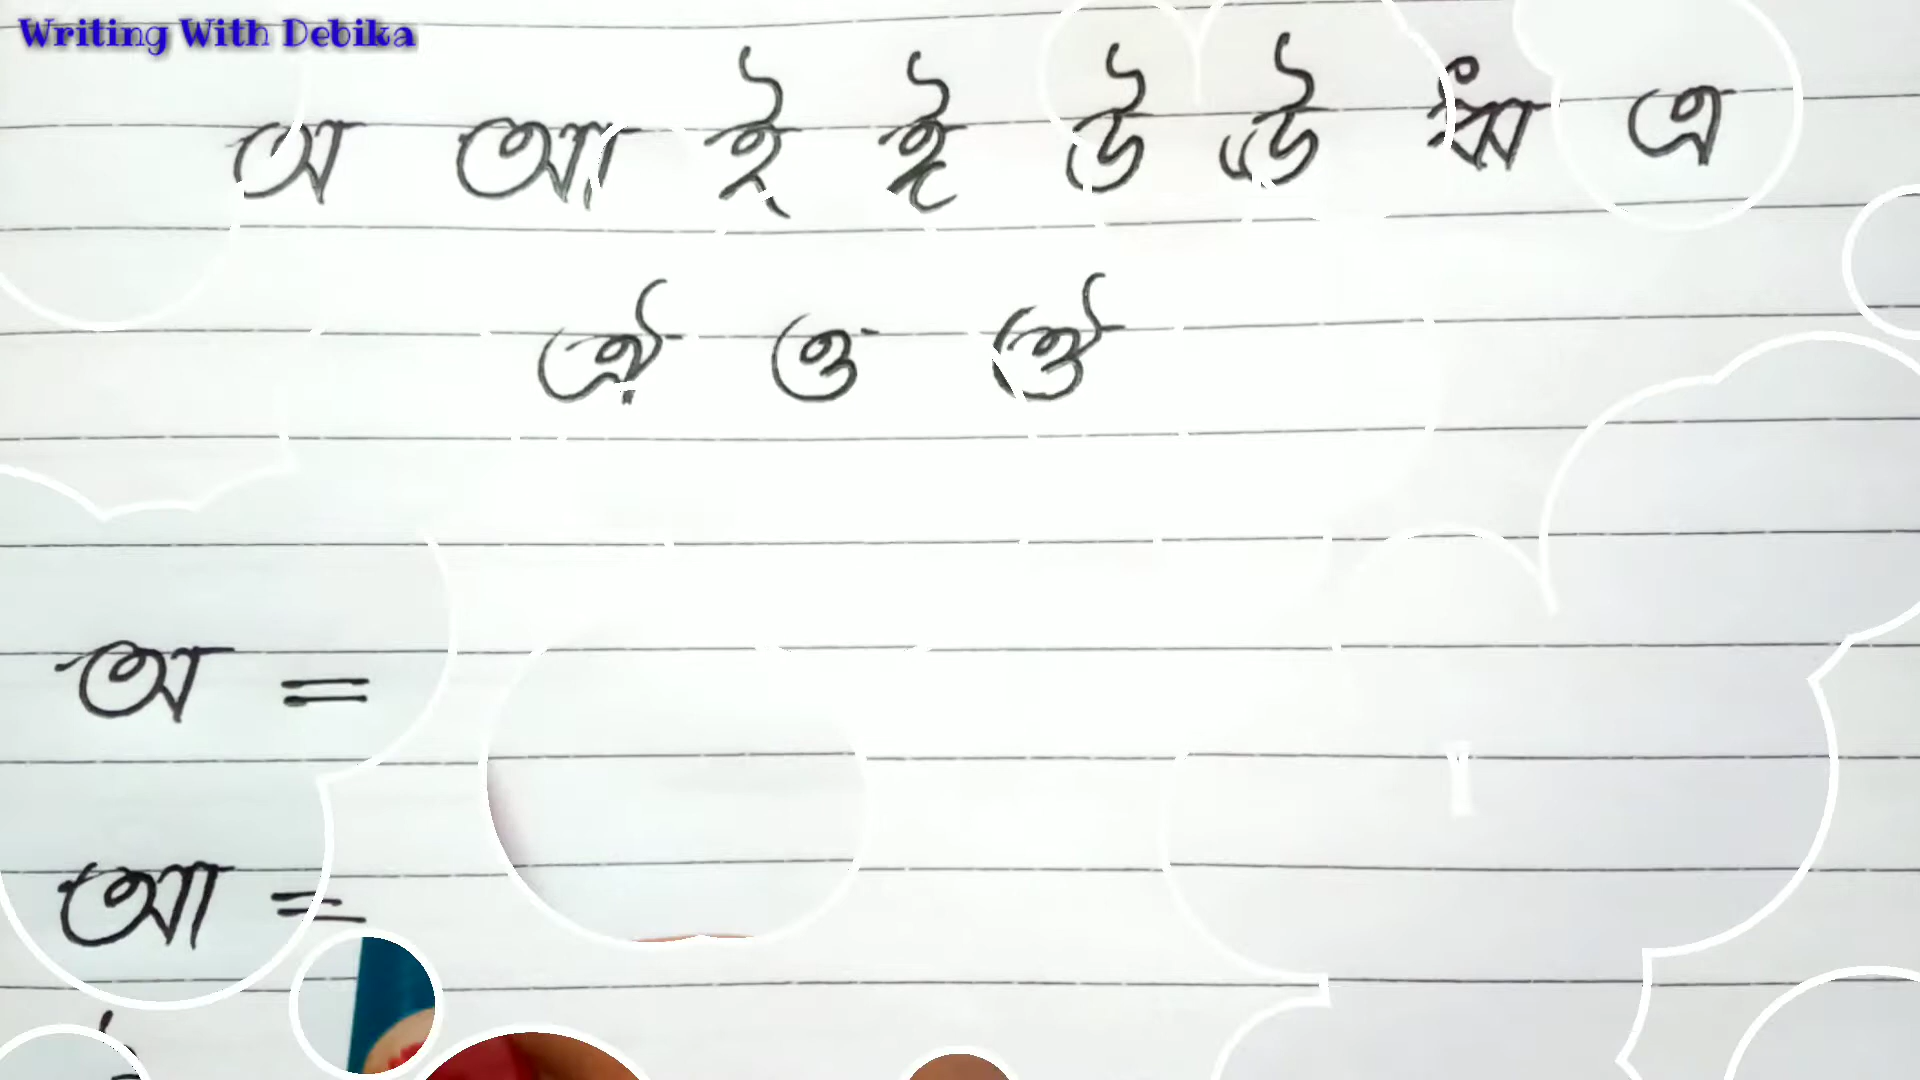 Writing With Debika
অ আ ই ঈ উ ঊ এ
ঐ ও ঔ
অ =
আ =